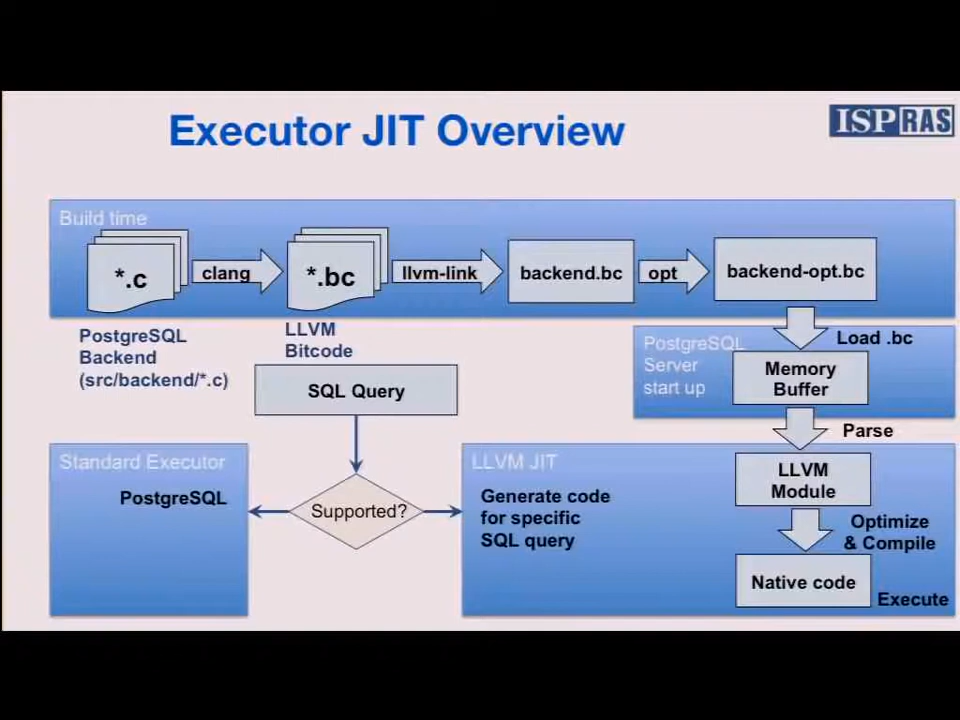 Executor JIT Overview
ISP RAS
Build time
*.c
clang
*.bc
llvm-link
backend.bc
opt
backend-opt.bc
PostgreSQL
Backend
(src/backend/*.c)
LLVM
Bitcode
Load .bc
PostgreSQL
Server
start up
Memory
Buffer
SQL Query
Parse
Standard Executor
PostgreSQL
Supported?
LLVM JIT
Generate code
for specific
SQL query
LLVM
Module
Optimize
& Compile
Native code
Execute